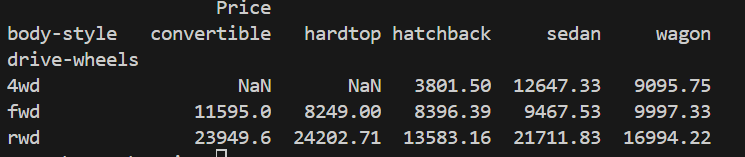 Price
body-style convertible hardtop hatchback sedan wagon
drive-wheels
4wd NaN NaN 3801.50 12647.33 9095.75
fwd 11595.0 8249.00 8396.39 9467.53 9997.33
rwd 23949.6 24202.71 13583.16 21711.83 16994.22